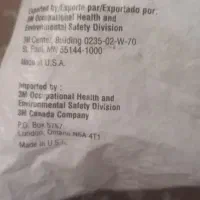 Exported by/Exporté par/Exportado por:
3M Occupational Health and
Environmental Safety Division
3M Center, Building 0235-02-W-70
St. Paul, MN 55144-1000
Made in U.S.A.
Imported by:
3M Occupational Health and
Environmental Safety Division
3M Canada Company
P.O. Box 5757
London, Ontario N6A 4T1
Made in U.S.A.